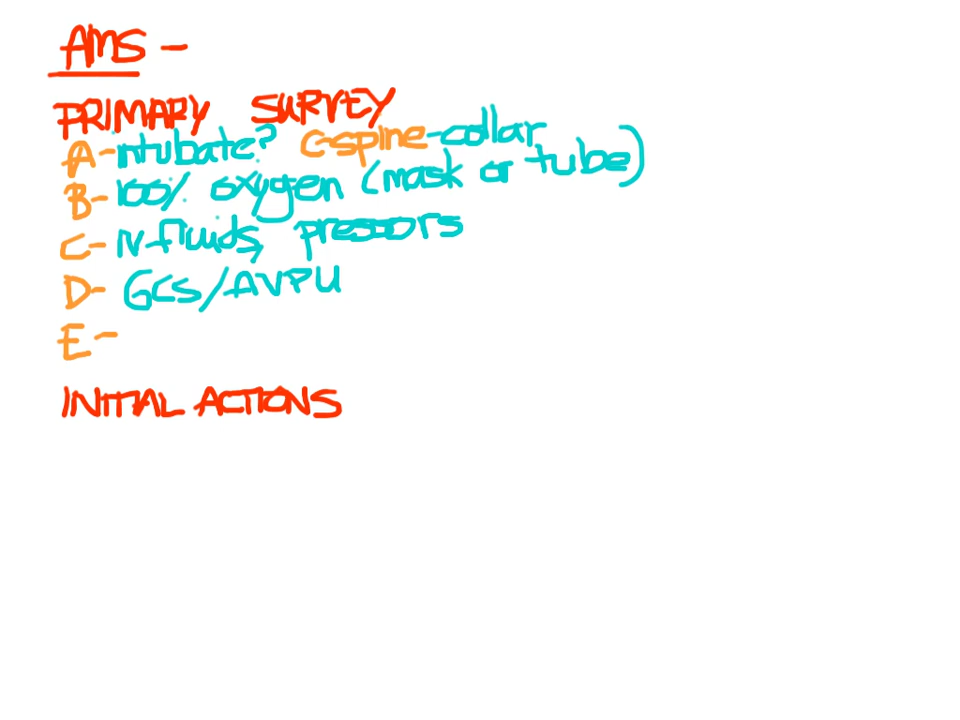 AMS -
PRIMARY SURVEY
A- intubate? C-spine-collar
B- 100% oxygen (mask or tube)
C- IV-fluids, pressors
D- GCS/AVPU
E-
INITIAL ACTIONS